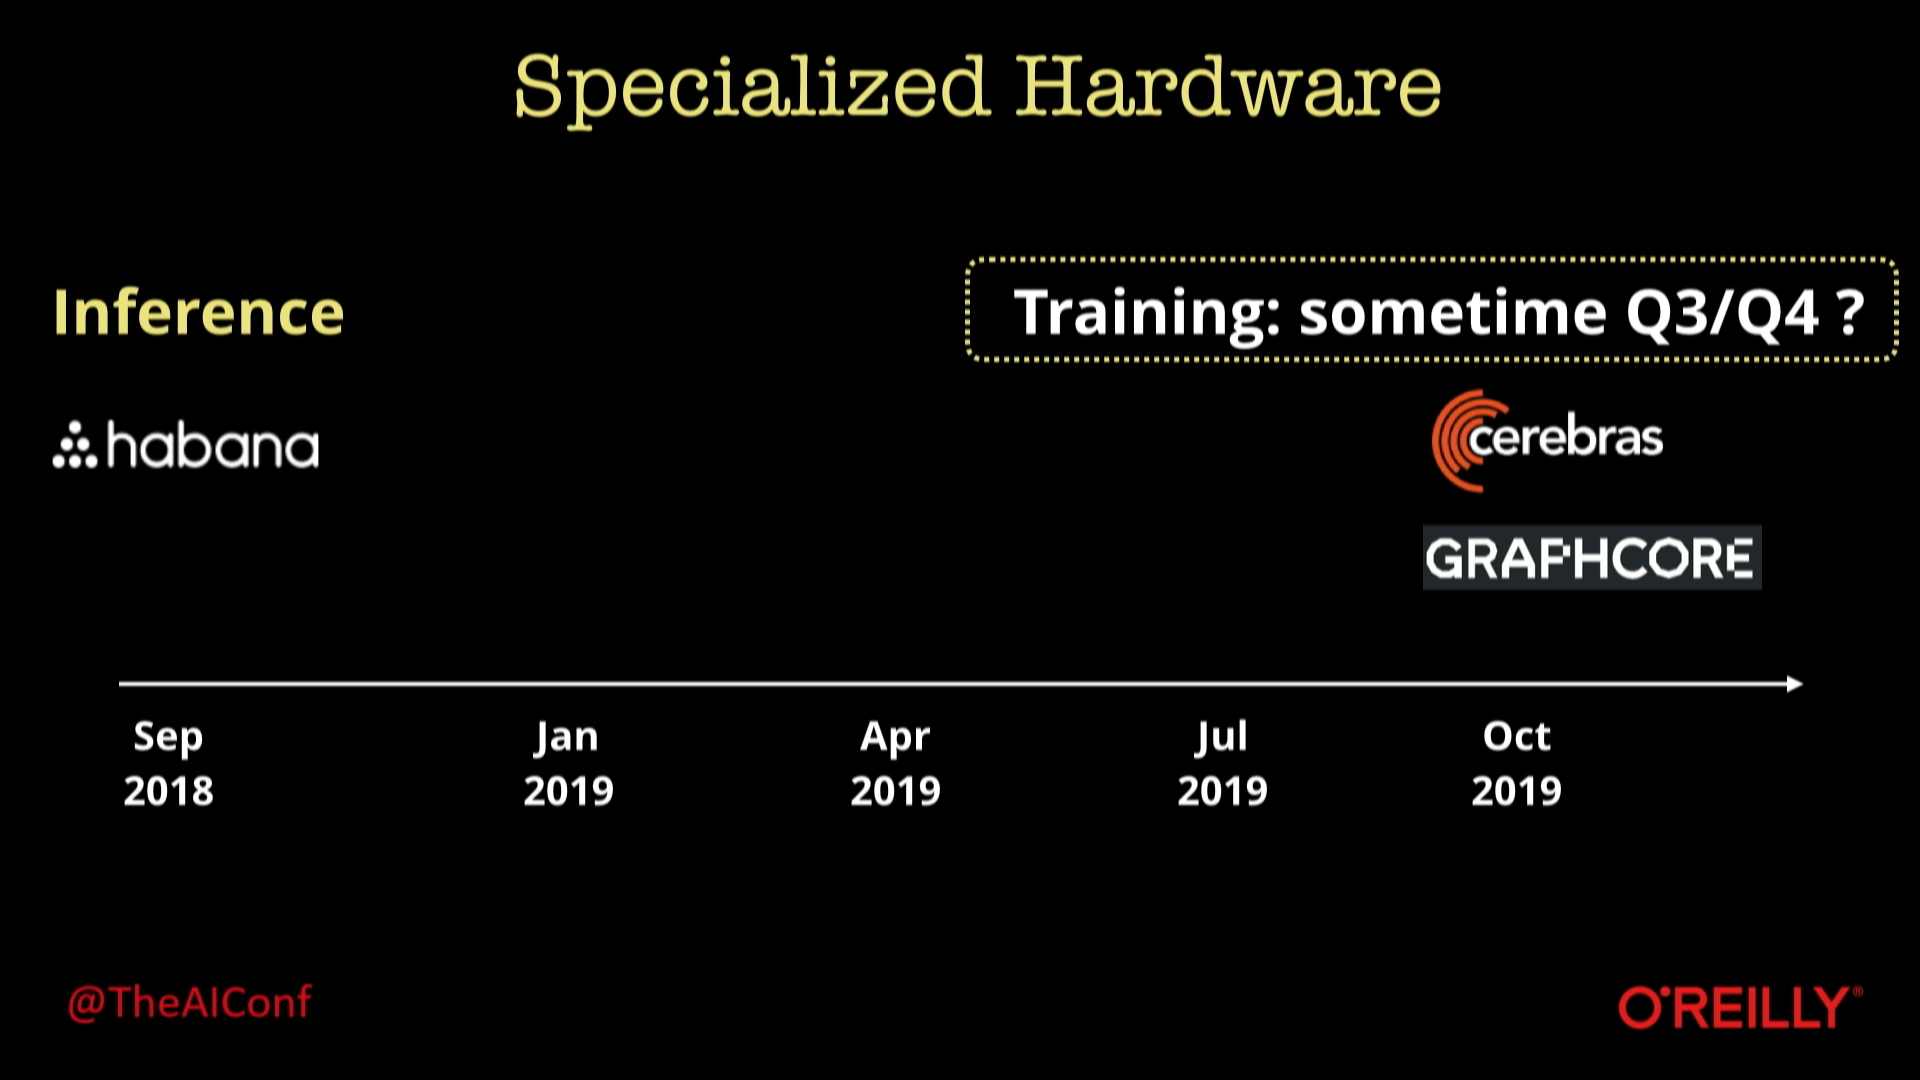 Specialized Hardware
Inference
Training: sometime Q3/Q4 ?
habana
cerebras
GRAPHCORE
Sep Jan Apr Jul Oct
2018 2019 2019 2019 2019
@TheAIConf
O'REILLY®